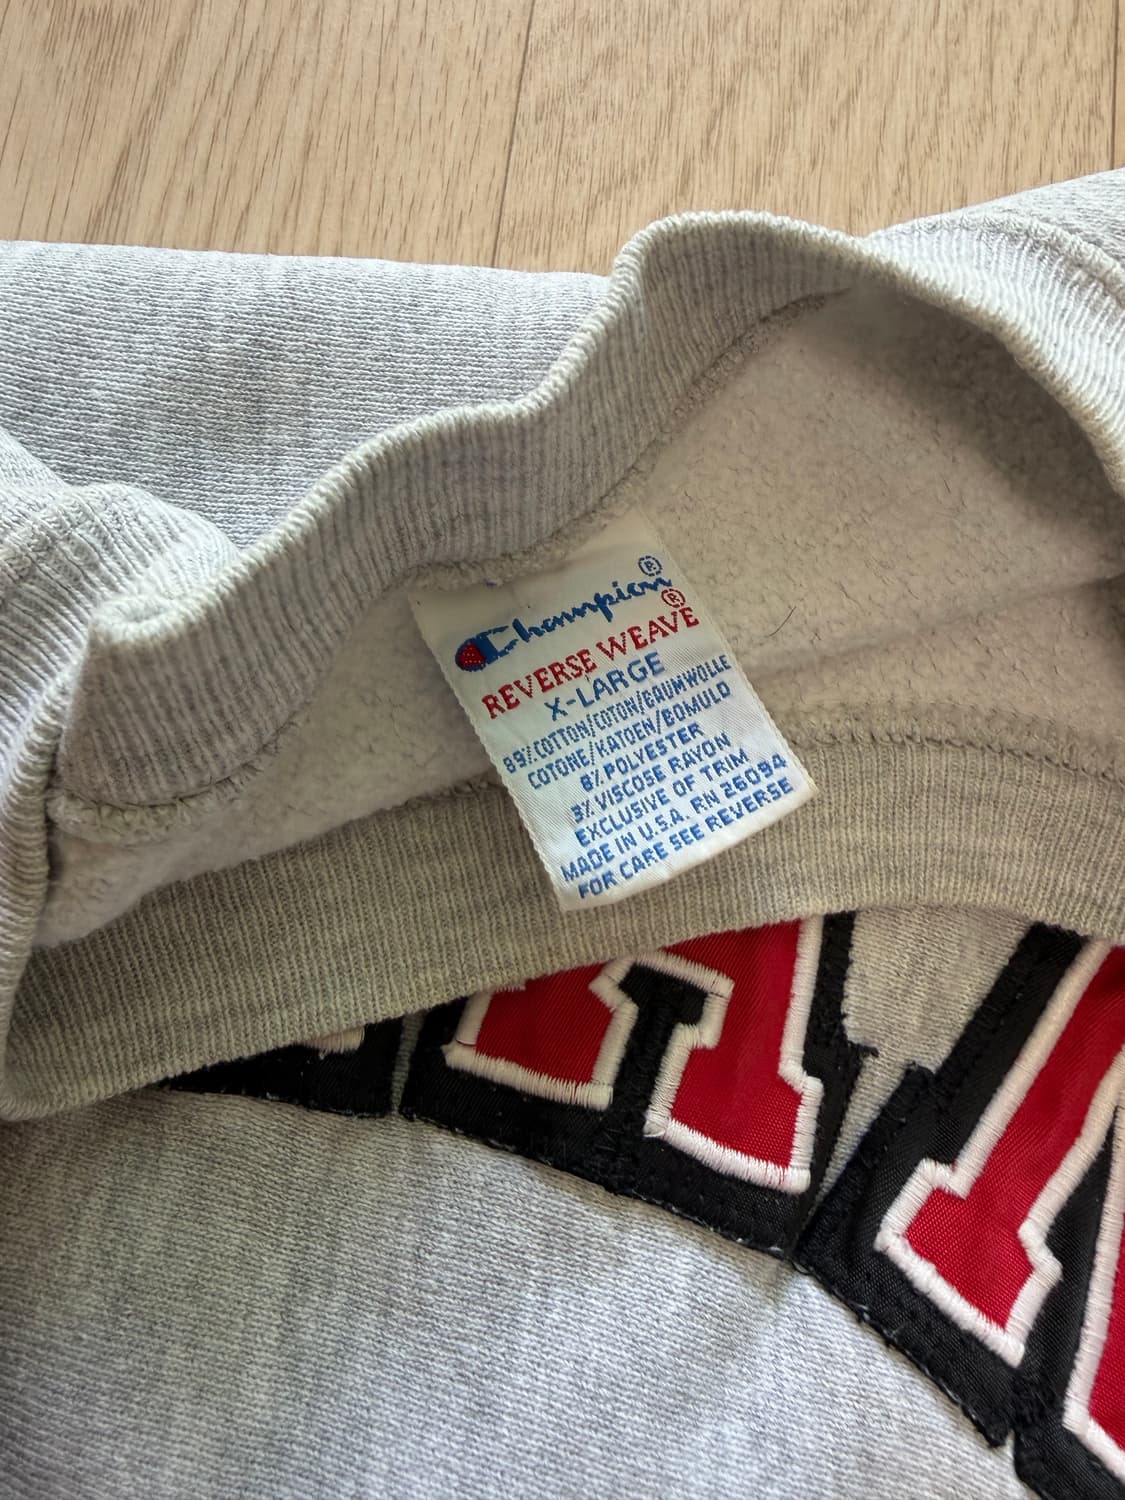 Champion®
REVERSE WEAVE®
X-LARGE
89% COTTON/COTON/BAUMWOLLE
COTONE/KATOEN/BOMULD
8% POLYESTER
3% VISCOSE RAYON
EXCLUSIVE OF TRIM
MADE IN U.S.A. RN 26094
FOR CARE SEE REVERSE